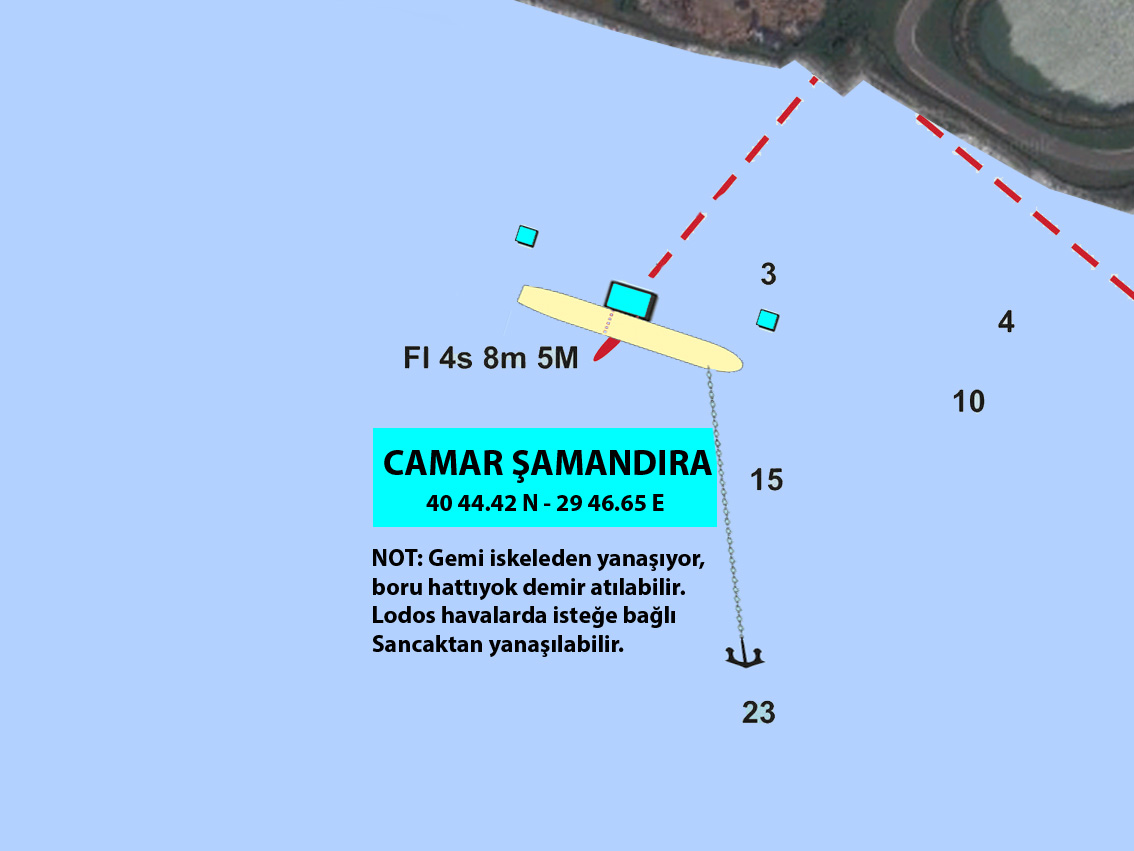 3
4
Fl 4s 8m 5M
10
CAMAR ŞAMANDIRA
15
40 44.42 N - 29 46.65 E
NOT: Gemi iskeleden yanaşıyor,
boru hattıyok demir atılabilir.
Lodos havalarda isteğe bağlı
Sancaktan yanaşılabilir.
23